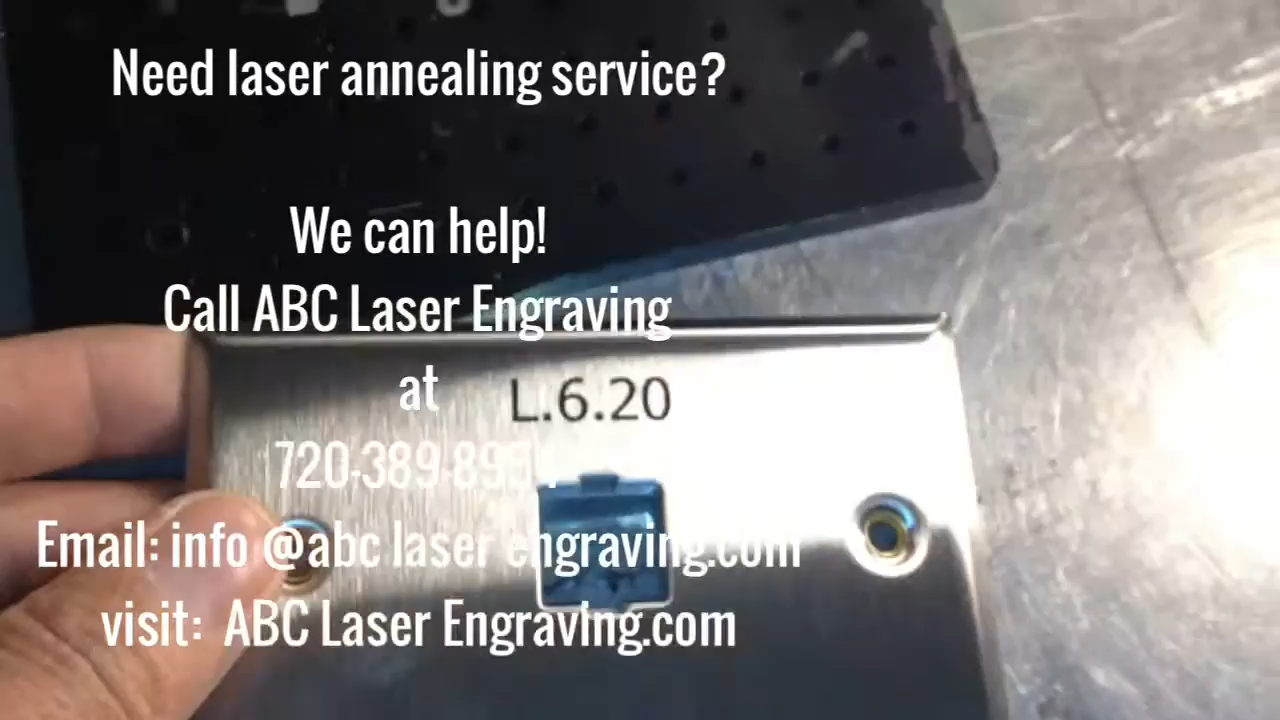 Need laser annealing service?
We can help!
Call ABC Laser Engraving
at
L.6.20
Email: info @abc laser engraving.com
visit: ABC Laser Engraving.com